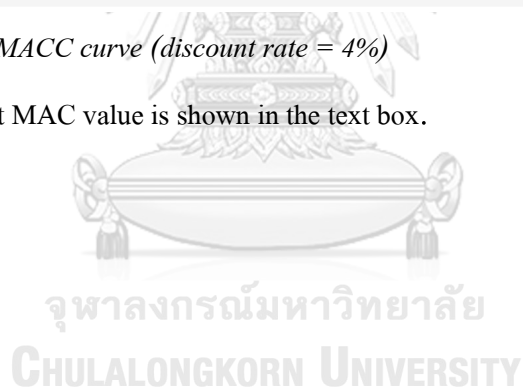 MACC curve (discount rate = 4%)
t MAC value is shown in the text box.
จุฬาลงกรณ์มหาวิทยาลัย
CHULALONGKORN UNIVERSITY